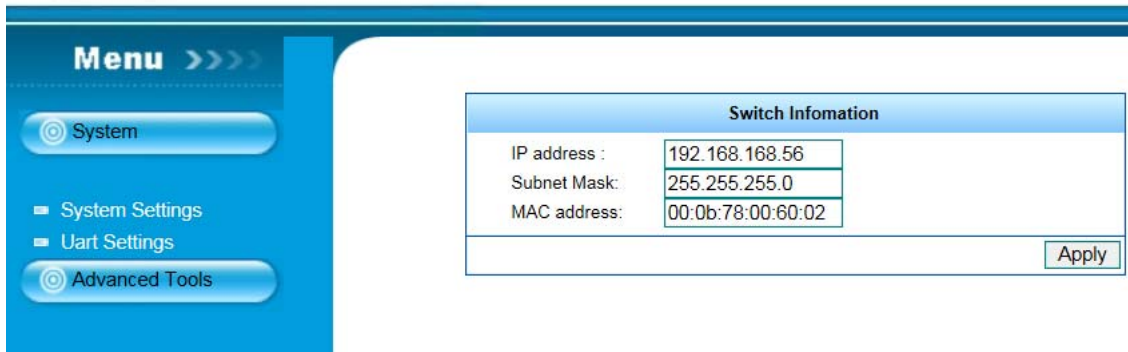 Menu
System
System Settings
Uart Settings
Advanced Tools
Switch Infomation
IP address : 192.168.168.56
Subnet Mask: 255.255.255.0
MAC address: 00:0b:78:00:60:02
Apply